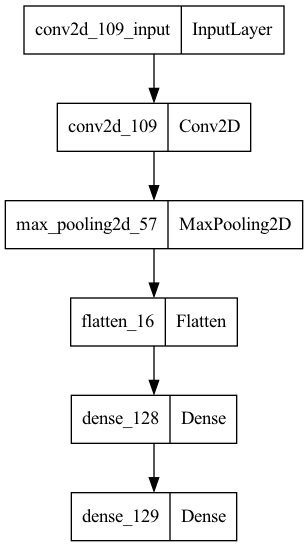 conv2d_109_input InputLayer
conv2d_109 Conv2D
max_pooling2d_57 MaxPooling2D
flatten_16 Flatten
dense_128 Dense
dense_129 Dense